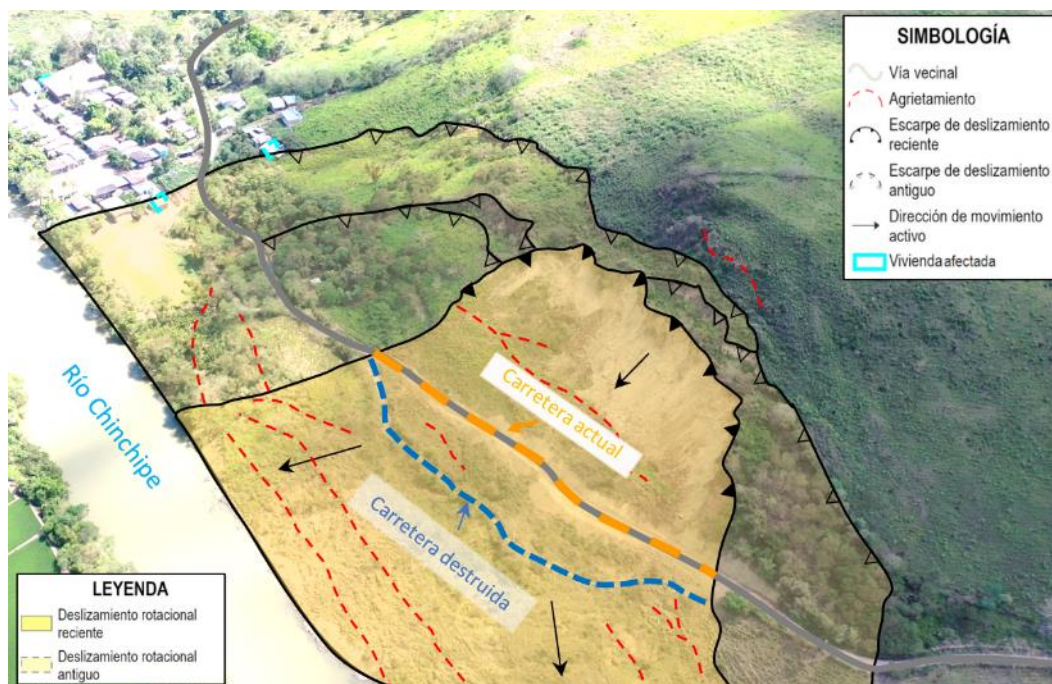 SIMBOLOGÍA
Vía vecinal
Agrietamiento
Escarpe de deslizamiento
reciente
Escarpe de deslizamiento
antiguo
Dirección de movimiento
activo
Vivienda afectada
Carretera actual
Río Chinchipe
Carretera destruida
LEYENDA
Deslizamiento rotacional
reciente
Deslizamiento rotacional
antiguo